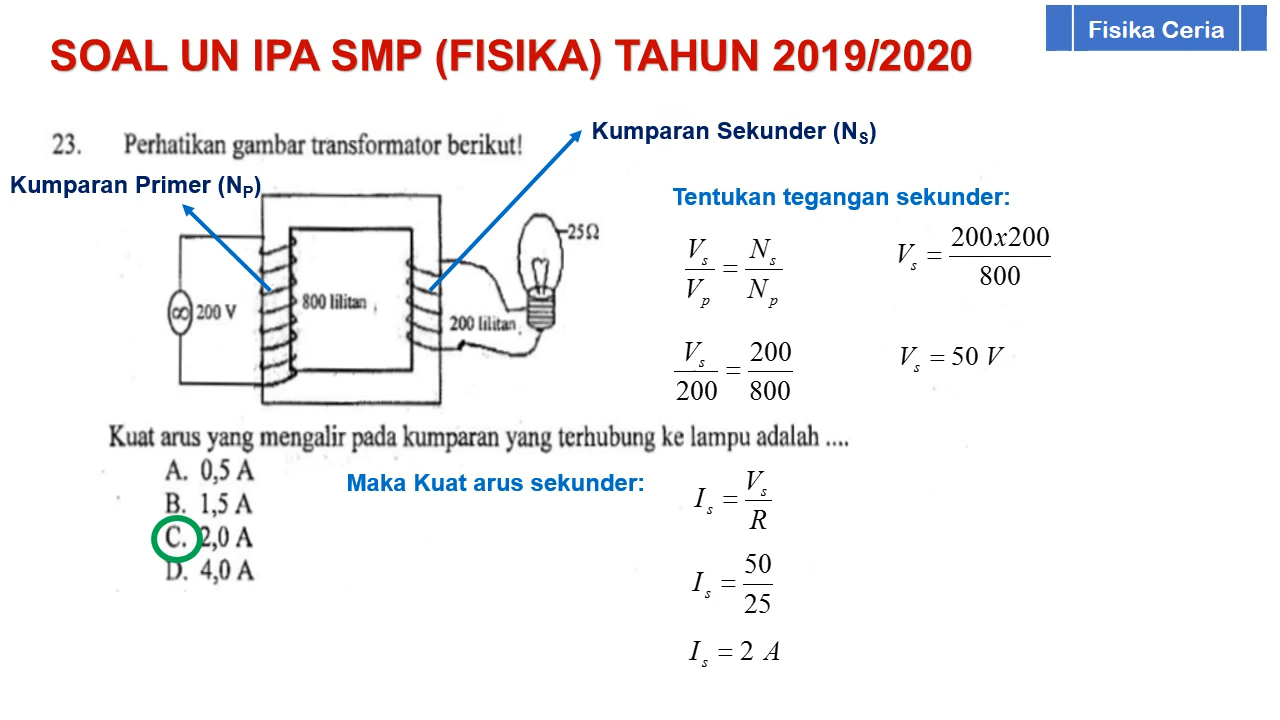 Fisika Ceria
SOAL UN IPA SMP (FISIKA) TAHUN 2019/2020
23. Perhatikan gambar transformator berikut!
Kumparan Sekunder (Nₛ)
Kumparan Primer (Nₚ)
Tentukan tegangan sekunder:
25Ω
800 lilitan
200 V
200 lilitan
Vₛ/Vₚ = Nₛ/Nₚ
Vₛ/200 = 200/800
Vₛ = 200x200/800
Vₛ = 50 V
Kuat arus yang mengalir pada kumparan yang terhubung ke lampu adalah ....
A. 0,5 A
B. 1,5 A
C. 2,0 A
D. 4,0 A
Maka Kuat arus sekunder:
Iₛ = Vₛ/R
Iₛ = 50/25
Iₛ = 2 A